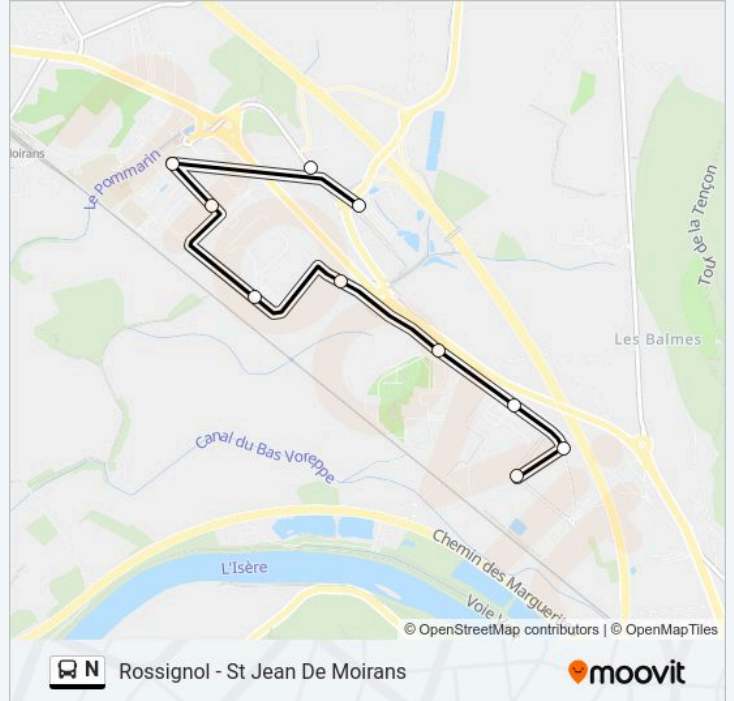 oirans
Le Pommarin
Tour de la Tençon
Les Balmes
Canal du Bas Voreppe
L'Isère
Chemin des Marguerit
Voie V
© OpenStreetMap contributors | © OpenMapTiles
N Rossignol - St Jean De Moirans
moovit